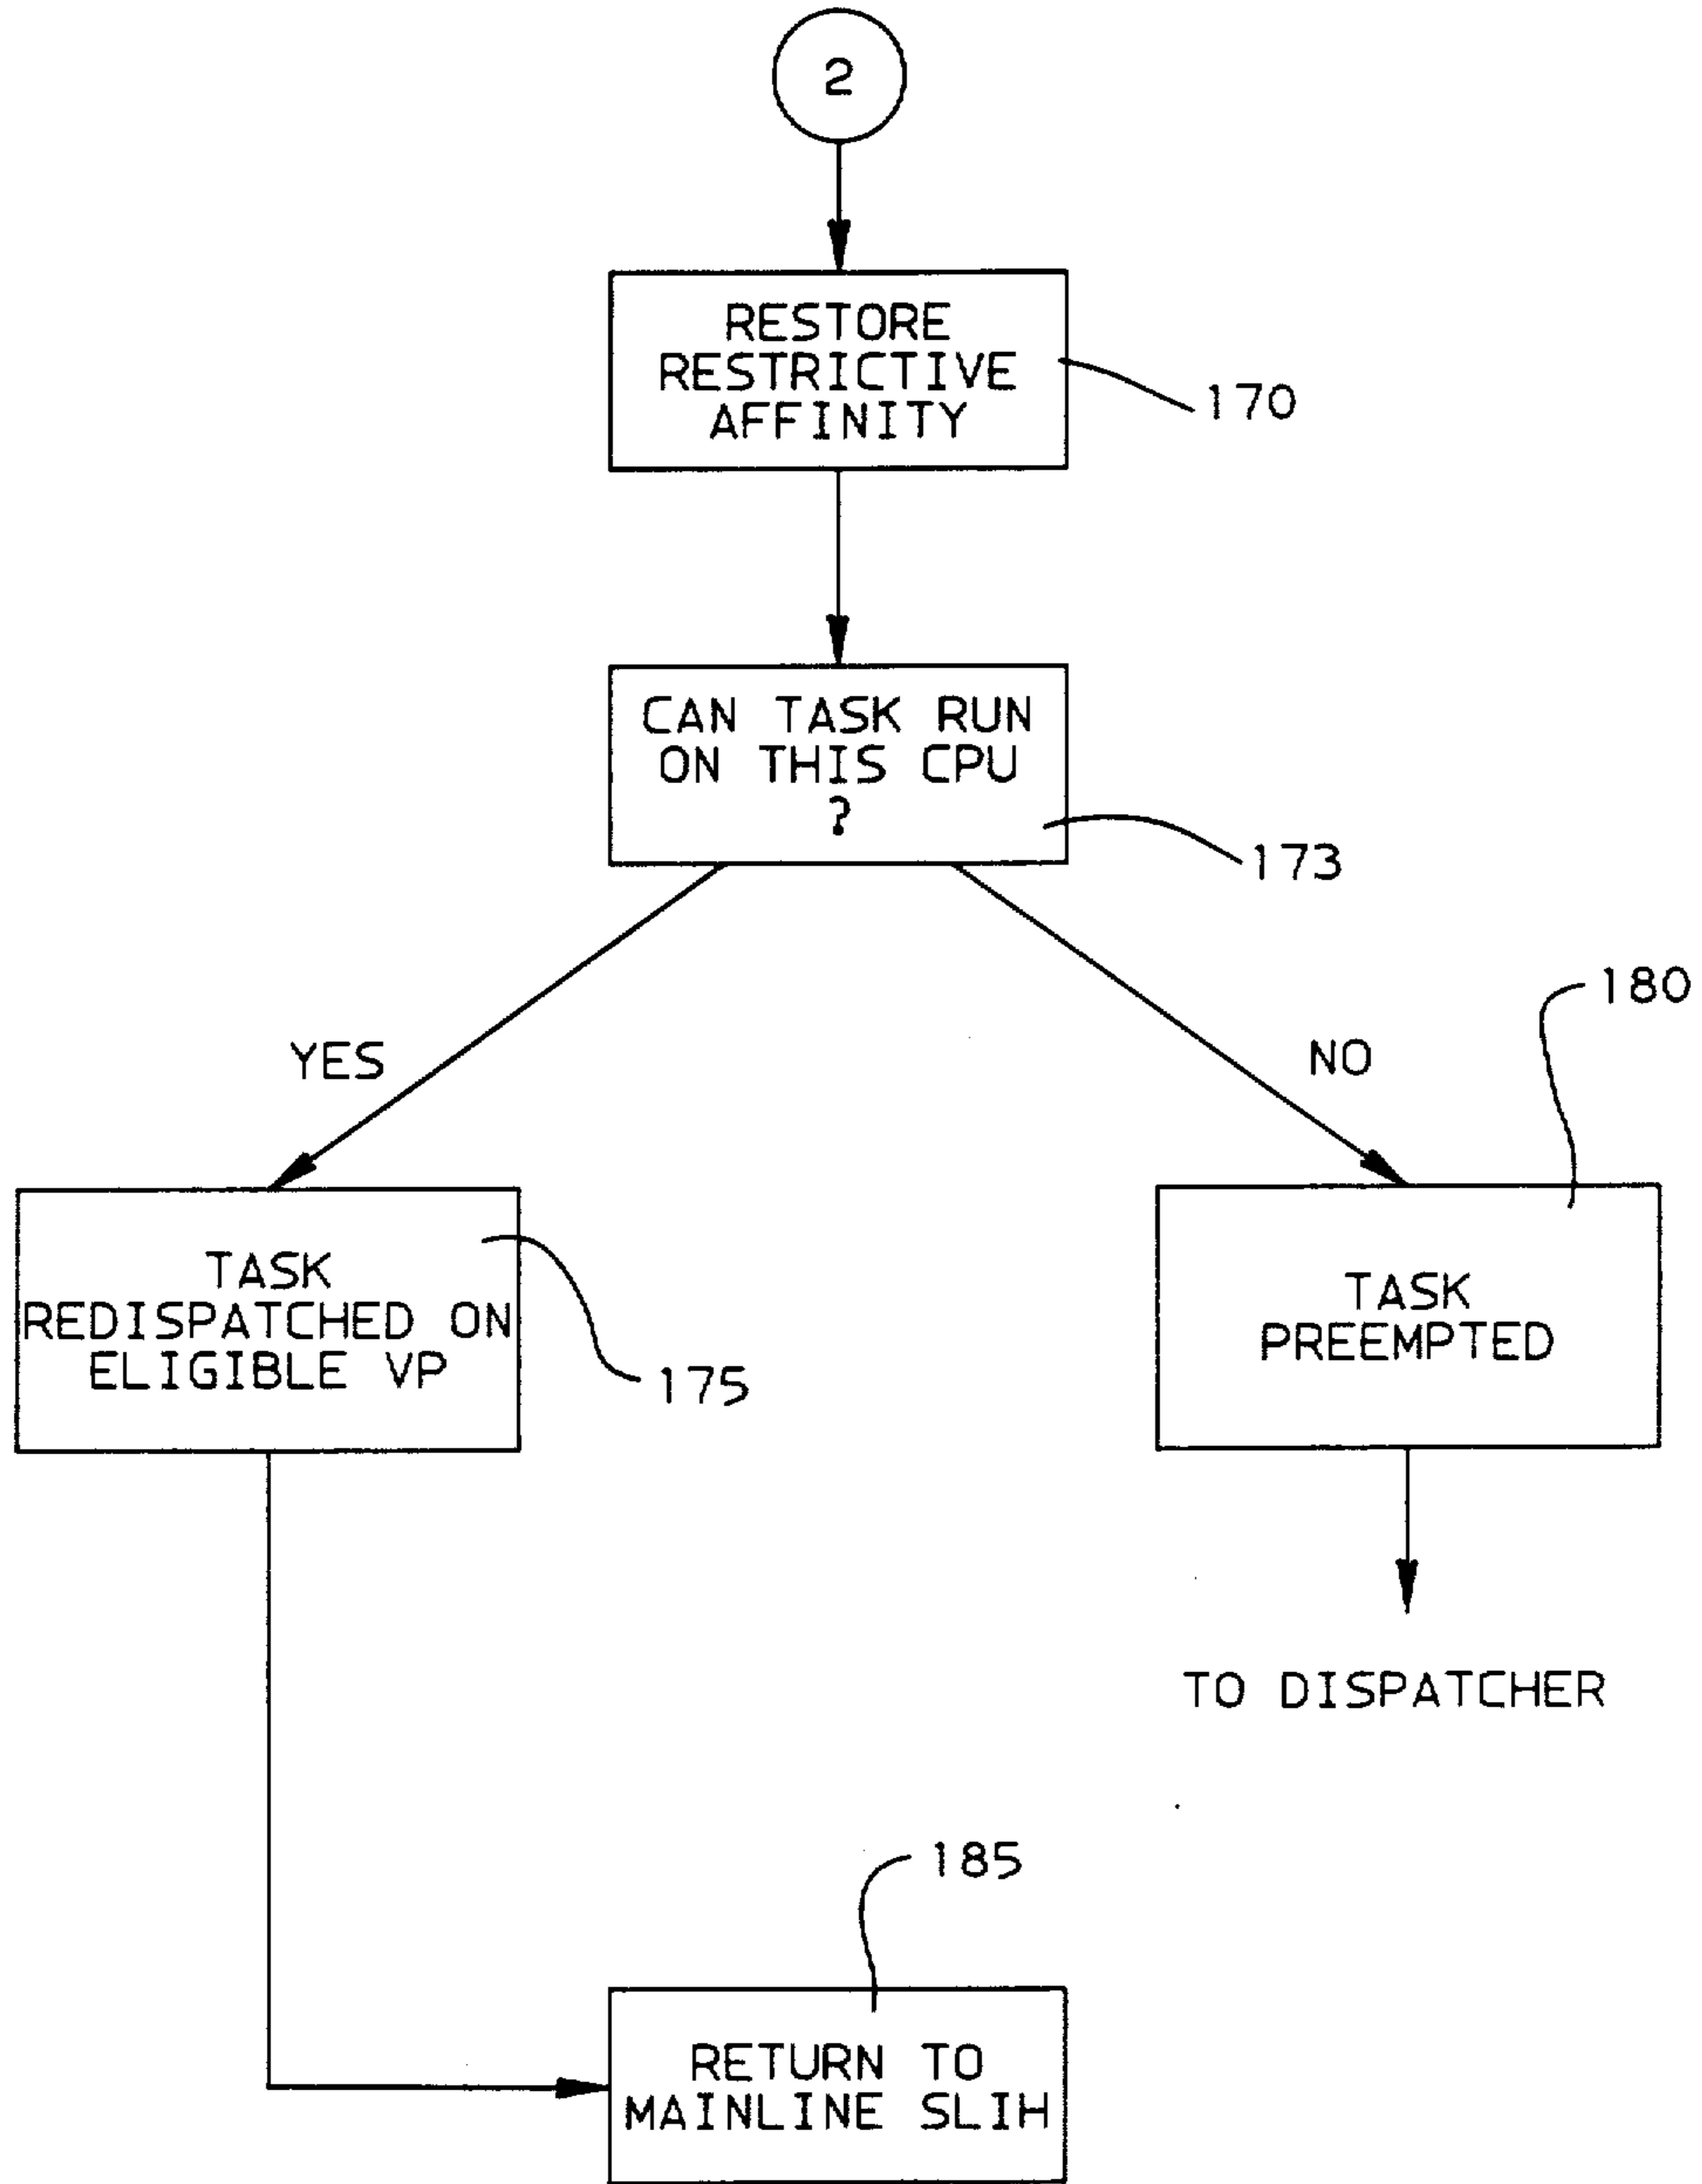 2
RESTORE
RESTRICTIVE
AFFINITY
170
CAN TASK RUN
ON THIS CPU
?
173
180
YES
NO
TASK
REDISPATCHED ON
ELIGIBLE VP
175
TASK
PREEMPTED
TO DISPATCHER
185
RETURN TO
MAINLINE SLIH